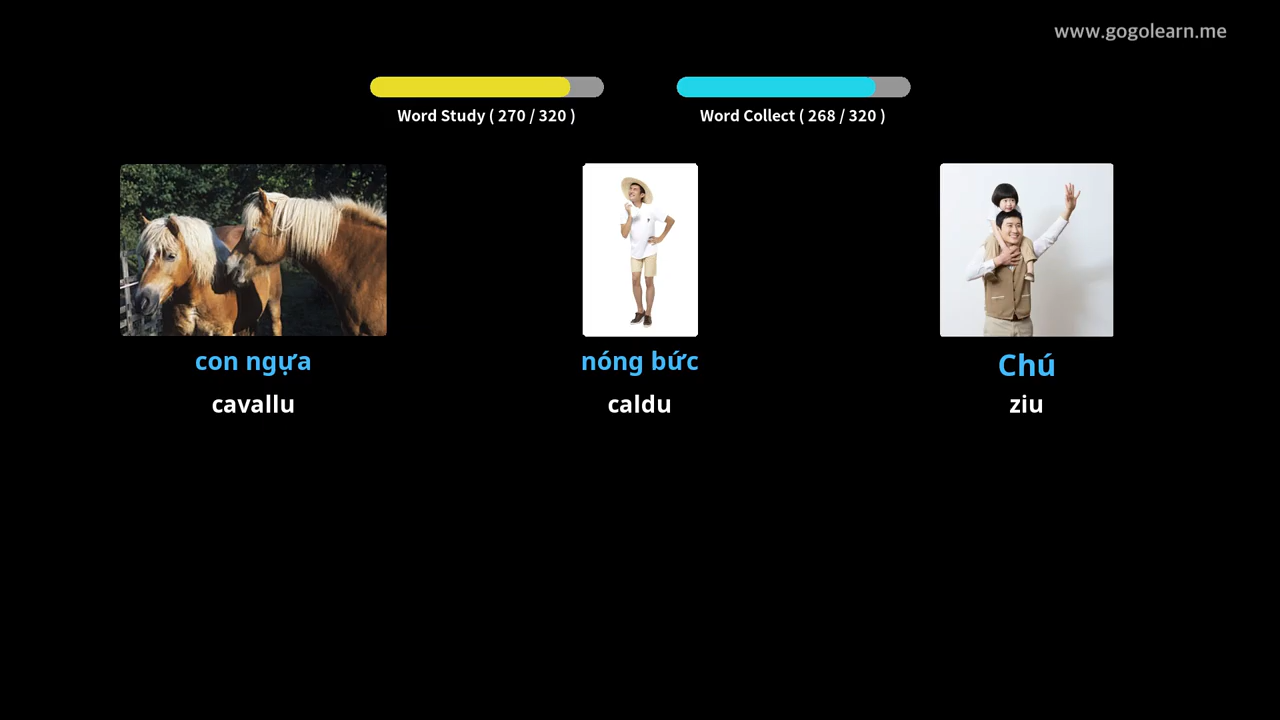 www.gogolearn.me
Word Study ( 270 / 320 )
Word Collect ( 268 / 320 )
con ngựa
nóng bức
Chú
cavallu
caldu
ziu